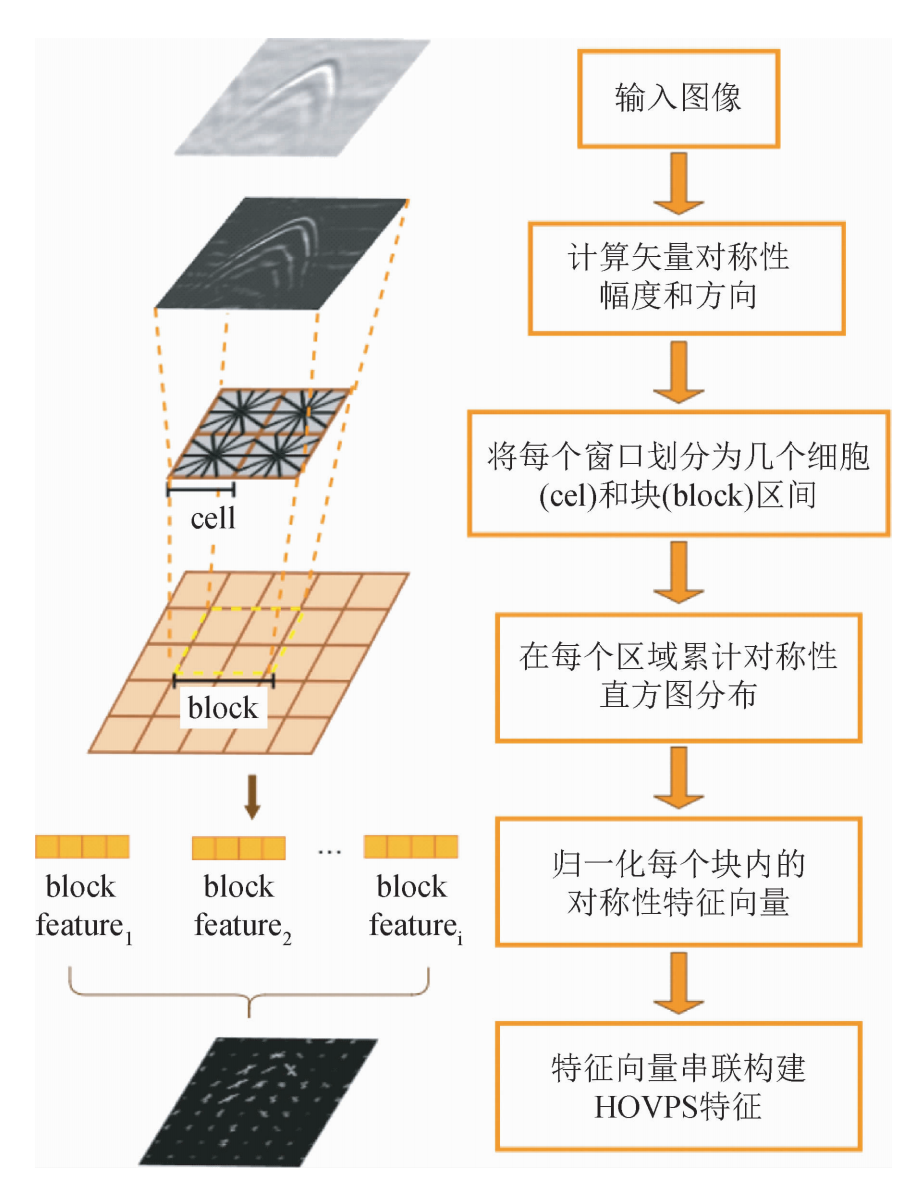 输入图像
计算矢量对称性
幅度和方向
将每个窗口划分为几个细胞
(cel)和块(block)区间
cell
在每个区域累计对称性
直方图分布
block
归一化每个块内的
对称性特征向量
...
block
feature1
block
feature2
block
featurei
特征向量串联构建
HOVPS特征